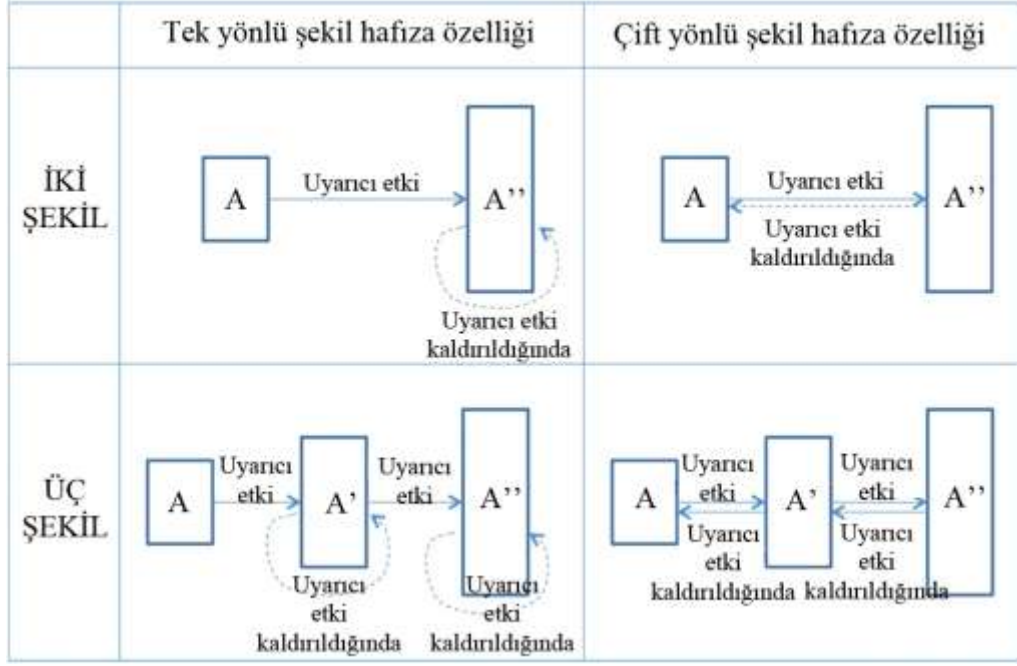 Tek yönlü şekil hafıza özelliği
Çift yönlü şekil hafıza özelliği
İKİ
ŞEKİL
A
Uyarıcı etki
A’’
Uyarıcı etki
kaldırıldığında
A
Uyarıcı etki
Uyarıcı etki
kaldırıldığında
A’’
ÜÇ
ŞEKİL
A
Uyarıcı
etki
A’
Uyarıcı
etki
A’’
Uyarıcı
etki
kaldırıldığında
Uyarıcı
etki
kaldırıldığında
A
Uyarıcı
etki
Uyarıcı
etki
kaldırıldığında
A’
Uyarıcı
etki
Uyarıcı
etki
kaldırıldığında
A’’